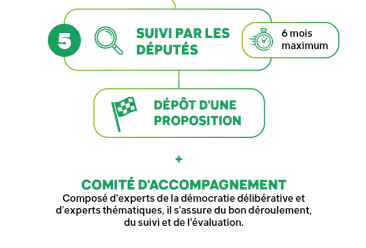 5
SUIVI PAR LES
DÉPUTÉS
6 mois
maximum
DÉPÔT D'UNE
PROPOSITION
+
COMITÉ D'ACCOMPAGNEMENT
Composé d'experts de la démocratie délibérative et
d'experts thématiques, il s'assure du bon déroulement,
du suivi et de l'évaluation.